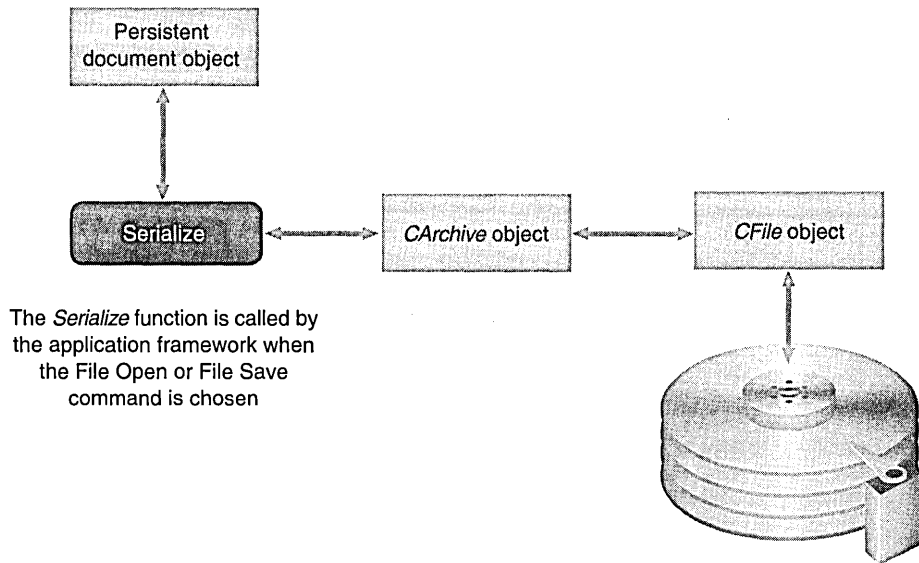 Persistent
document object
Serialize
CArchive object
CFile object
The Serialize function is called by
the application framework when
the File Open or File Save
command is chosen